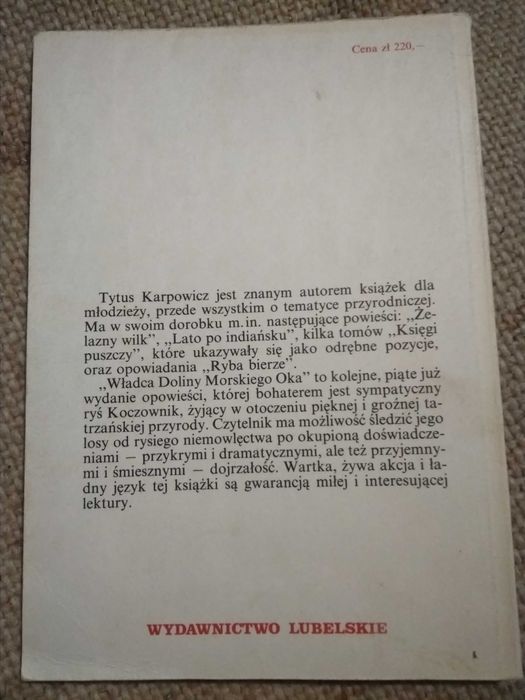 Cena zł 220,—
Tytus Karpowicz jest znanym autorem książek dla
młodzieży, przede wszystkim o tematyce przyrodniczej.
Ma w swoim dorobku m.in. następujące powieści: „Że-
lazny wilk”, „Lato po indiańsku”, kilka tomów „Księgi
puszczy”, które ukazywały się jako odrębne pozycje,
oraz opowiadania „Ryba bierze”.
„Władca Doliny Morskiego Oka” to kolejne, piąte już
wydanie opowieści, której bohaterem jest sympatyczny
ryś Koczownik, żyjący w otoczeniu pięknej i groźnej ta-
trzańskiej przyrody. Czytelnik ma możliwość śledzić jego
losy od rysiego niemowlęctwa po okupioną doświadcze-
niami — przykrymi i dramatycznymi, ale też przyjemny-
mi i śmiesznymi — dojrzałość. Wartka, żywa akcja i ła-
dny język tej książki są gwarancją miłej i interesującej
lektury.
WYDAWNICTWO LUBELSKIE